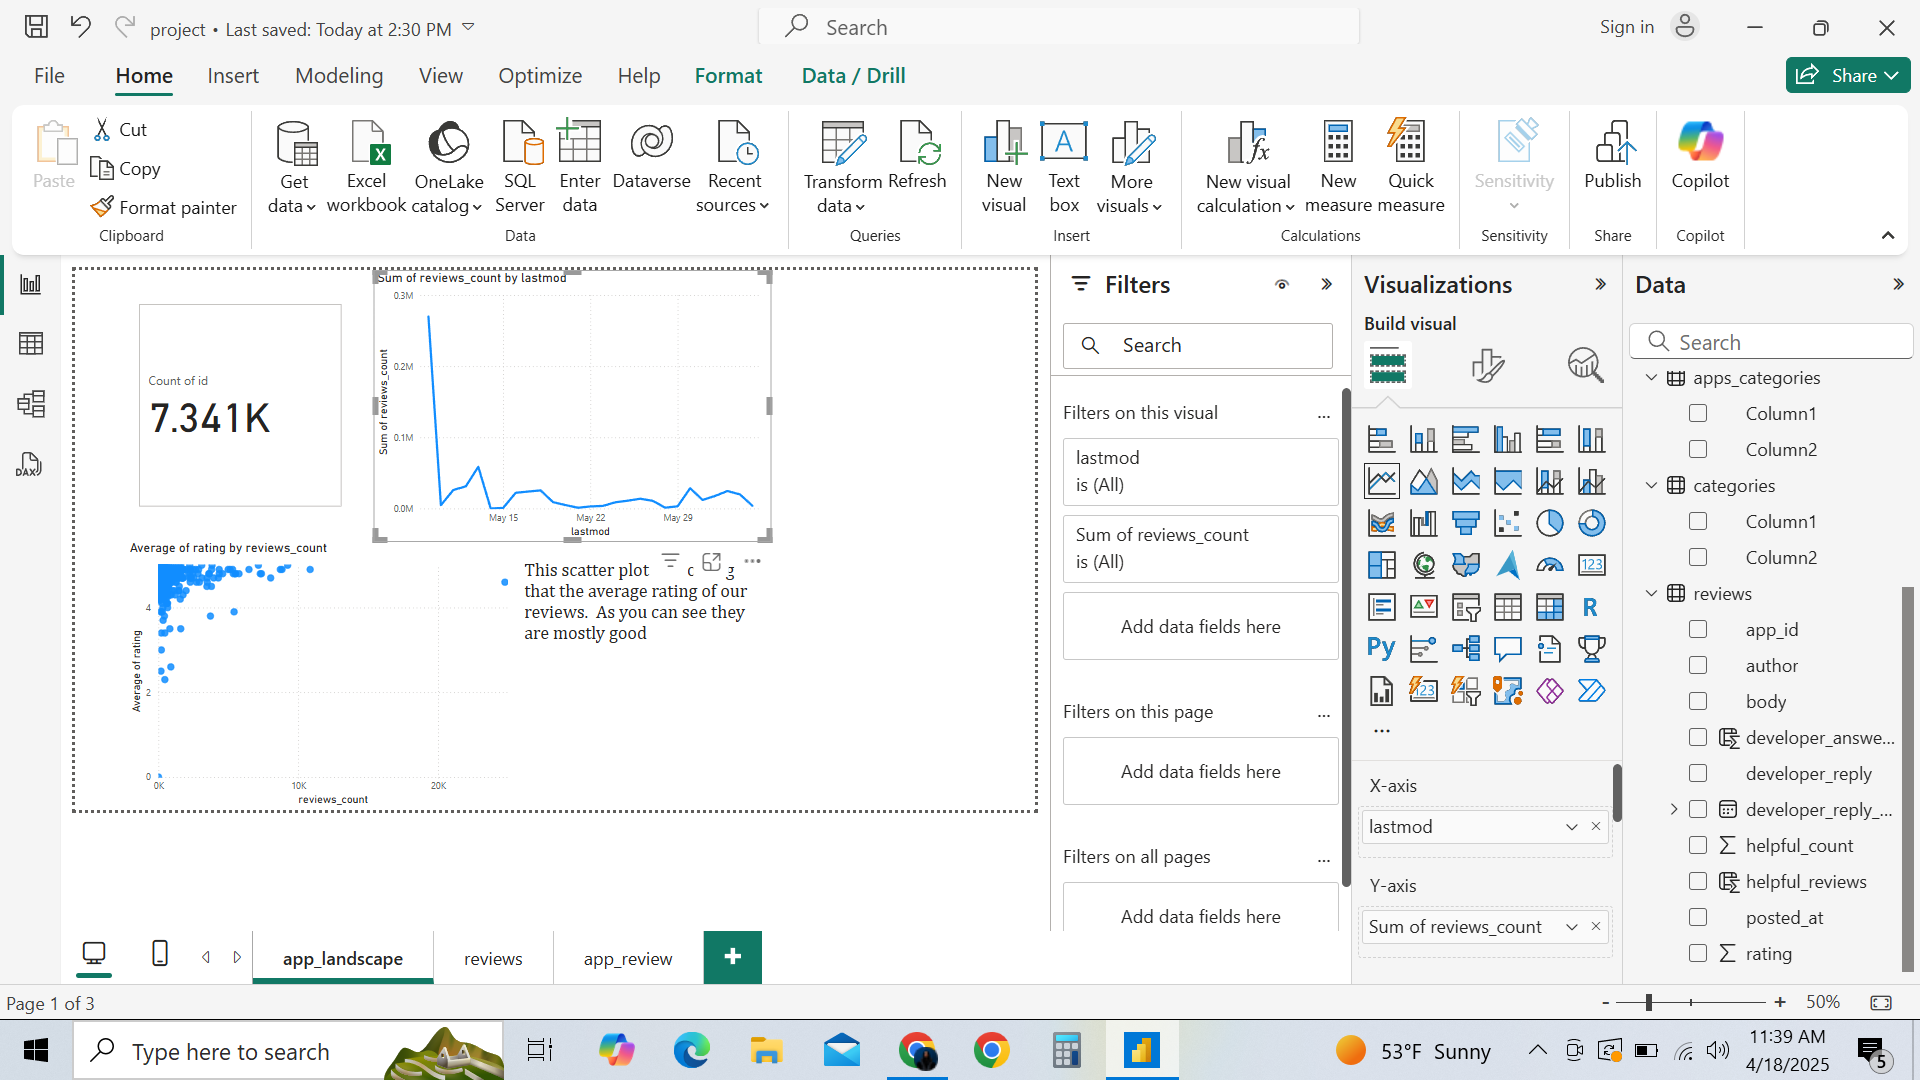 project • Last saved: Today at 2:30 PM
Search
Sign in
File
Home
Insert
Modeling
View
Optimize
Help
Format
Data / Drill
Share
Paste
Cut
Copy
Format painter
Clipboard
Get data
Excel workbook
OneLake catalog
SQL Server
Enter data
Dataverse
Recent sources
Data
Transform data
Refresh
Queries
New visual
Text box
More visuals
Insert
New visual calculation
New measure
Quick measure
Calculations
Sensitivity
Sensitivity
Publish
Share
Copilot
Copilot
Count of id
7.341K
Sum of reviews_count by lastmod
Sum of reviews_count
0.3M
0.2M
0.1M
0.0M
May 15
May 22
May 29
lastmod
Average of rating by reviews_count
Average of rating
4
2
0
0K
10K
20K
reviews_count
This scatter plot
that the average rating of our
reviews. As you can see they
are mostly good
Filters
Search
Filters on this visual
...
lastmod
is (All)
Sum of reviews_count
is (All)
Add data fields here
Filters on this page
...
Add data fields here
Filters on all pages
...
Add data fields here
Visualizations
Build visual
123
R
Py
123
...
X-axis
lastmod
Y-axis
Sum of reviews_count
Data
Search
apps_categories
Column1
Column2
categories
Column1
Column2
reviews
app_id
author
body
developer_answe...
developer_reply
developer_reply_...
helpful_count
helpful_reviews
posted_at
rating
app_landscape
reviews
app_review
Page 1 of 3
- + 50%
Type here to search
53°F Sunny
11:39 AM
4/18/2025
5
DAX